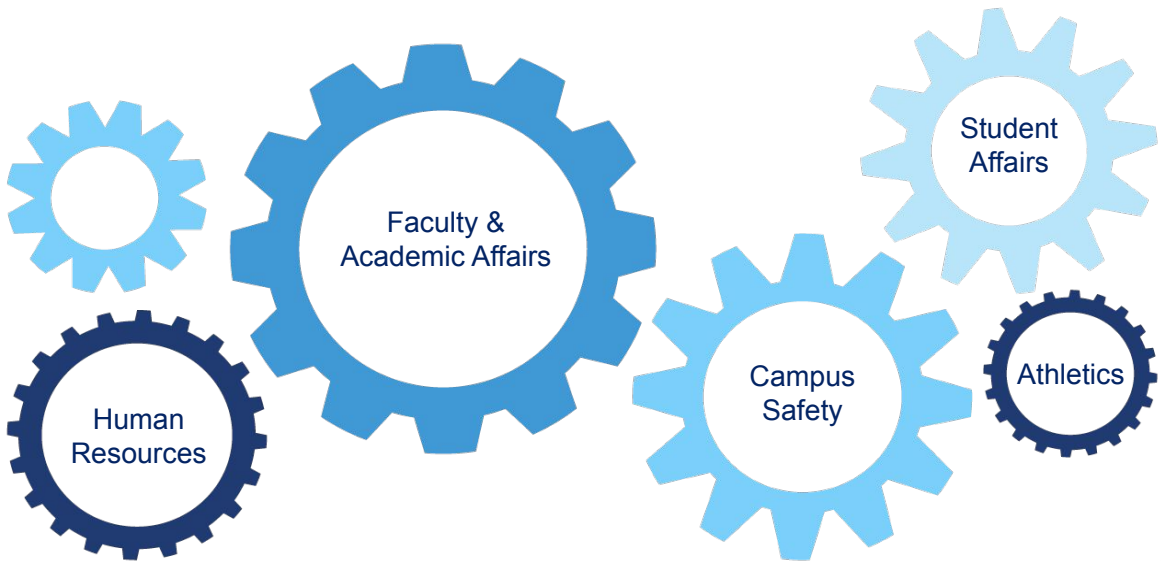 Faculty &
Academic Affairs
Student
Affairs
Human
Resources
Campus
Safety
Athletics